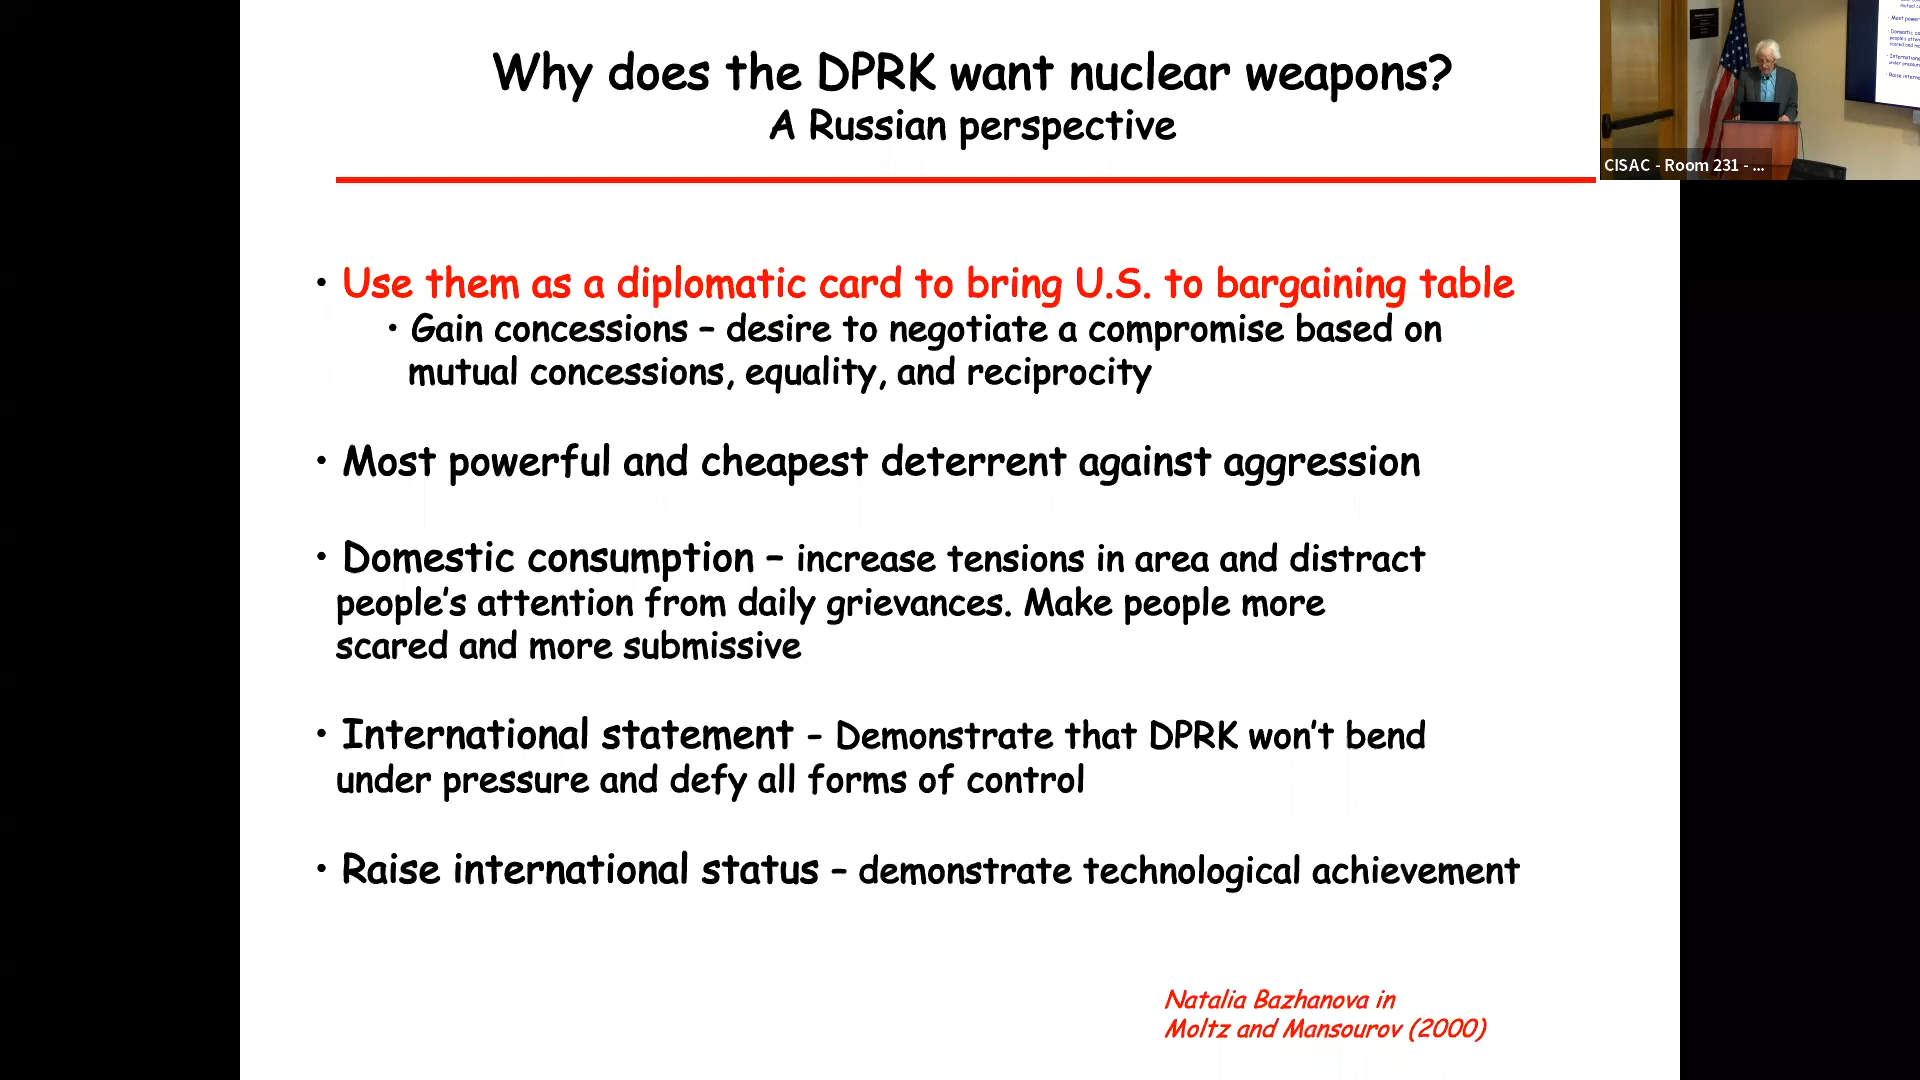 Why does the DPRK want nuclear weapons?
A Russian perspective
• Use them as a diplomatic card to bring U.S. to bargaining table
• Gain concessions – desire to negotiate a compromise based on
mutual concessions, equality, and reciprocity
• Most powerful and cheapest deterrent against aggression
• Domestic consumption – increase tensions in area and distract
people's attention from daily grievances. Make people more
scared and more submissive
• International statement - Demonstrate that DPRK won't bend
under pressure and defy all forms of control
• Raise international status – demonstrate technological achievement
Natalia Bazhanova in
Moltz and Mansourov (2000)
CISAC - Room 231 - ...